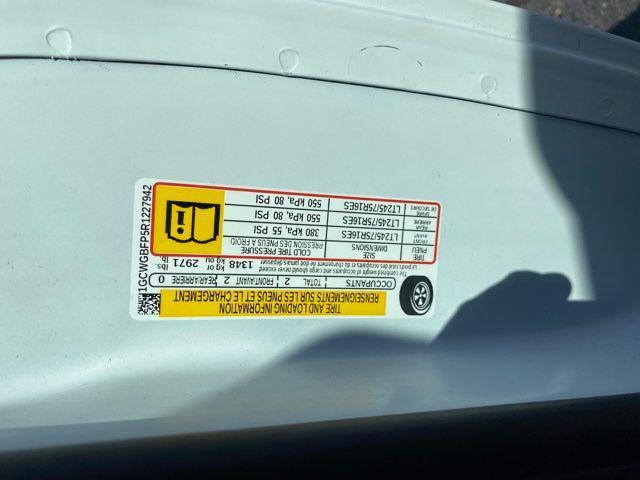 TIRE AND LOADING INFORMATION
RENSEIGNEMENTS SUR LES PNEUS ET LE CHARGEMENT
OCCUPANTS TOTAL 2 FRONT/AVANT 2 REAR/ARRIÈRE 0
The combined weight of occupants and cargo should never exceed 1348 kg or 2971 lbs.
Le poids total des occupants et du chargement ne doit jamais dépasser kg ou lbs.
TIRE SIZE COLD TIRE PRESSURE
PNEU DIMENSIONS PRESSION DES PNEUS A FROID
FRONT AVANT LT245/75R16ES 380 kPa, 55 PSI
REAR ARRIERE LT245/75R16ES 550 kPa, 80 PSI
SPARE DE SECOURS LT245/75R16ES 550 kPa, 80 PSI
1GCWGBFP5R1227942